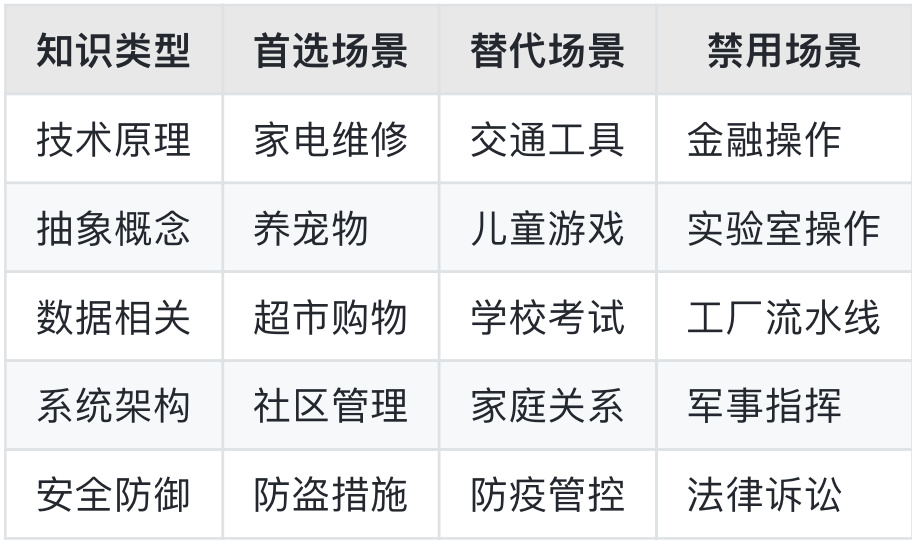 知识类型 首选场景 替代场景 禁用场景
技术原理 家电维修 交通工具 金融操作
抽象概念 养宠物 儿童游戏 实验室操作
数据相关 超市购物 学校考试 工厂流水线
系统架构 社区管理 家庭关系 军事指挥
安全防御 防盗措施 防疫管控 法律诉讼